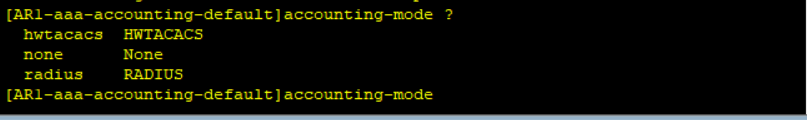 [AR1-aaa-accounting-default]accounting-mode ?
hwtacacs HWTACACS
none None
radius RADIUS
[AR1-aaa-accounting-default]accounting-mode